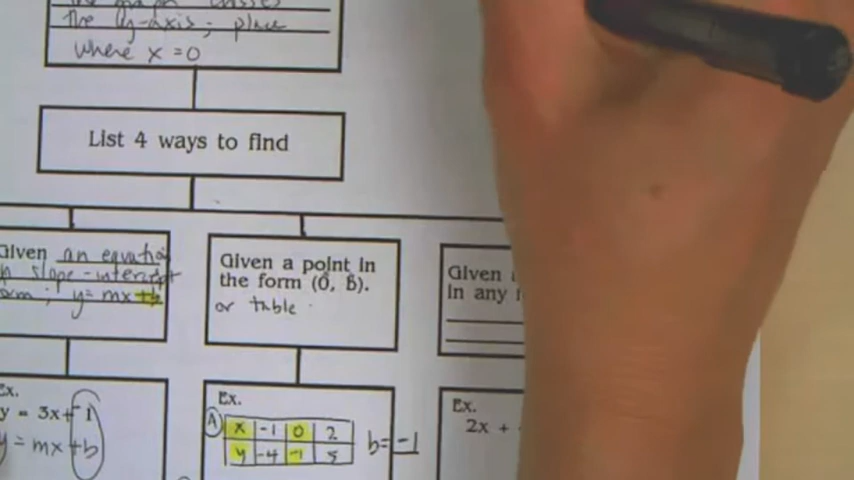 the y-axis; place
where x = 0
List 4 ways to find
Given an equation
slope-intercept
form; y = mx + b
Given a point in
the form (0, B).
or table
Given
in any
Ex.
y = 3x + -1
y = mx + b
Ex.
A
x -1 0 2
y -4 -1 5
b = -1
Ex.
2x +